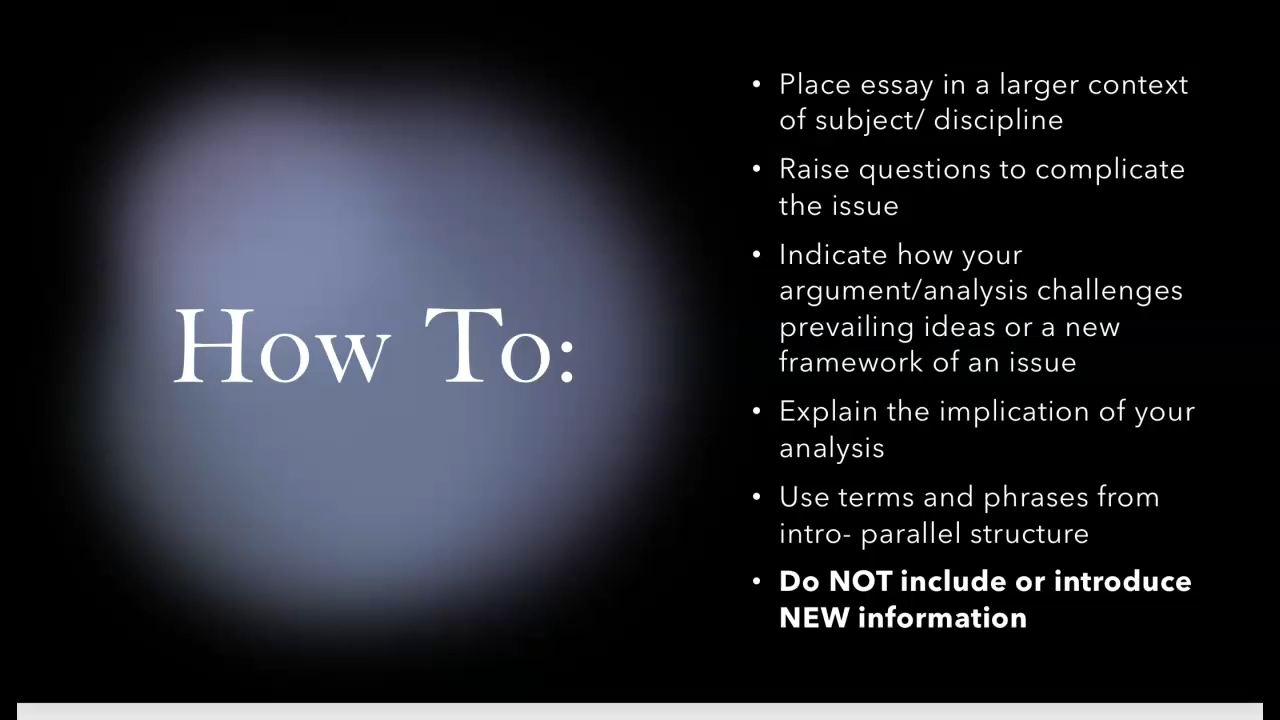 How To:
• Place essay in a larger context
of subject/ discipline
• Raise questions to complicate
the issue
• Indicate how your
argument/analysis challenges
prevailing ideas or a new
framework of an issue
• Explain the implication of your
analysis
• Use terms and phrases from
intro- parallel structure
• Do NOT include or introduce
NEW information